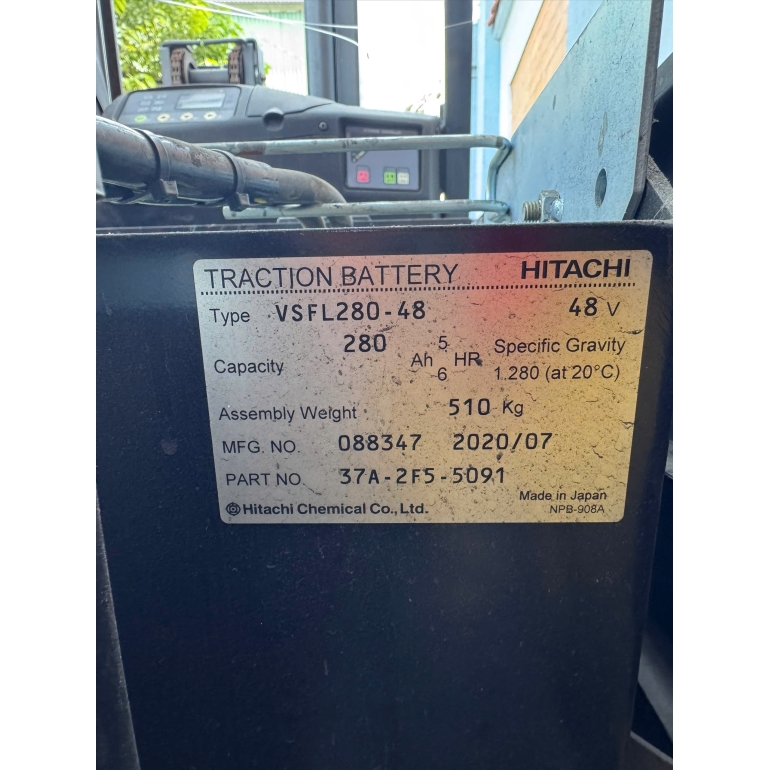 TRACTION BATTERY HITACHI
Type VSFL280-48 48 V
Capacity 280 Ah 5 HR Specific Gravity
6 1.280 (at 20°C)
Assembly Weight 510 Kg
MFG. NO. 088347 2020/07
PART NO. 37A-2F5-5091
Made in Japan
Hitachi Chemical Co., Ltd. NPB-908A